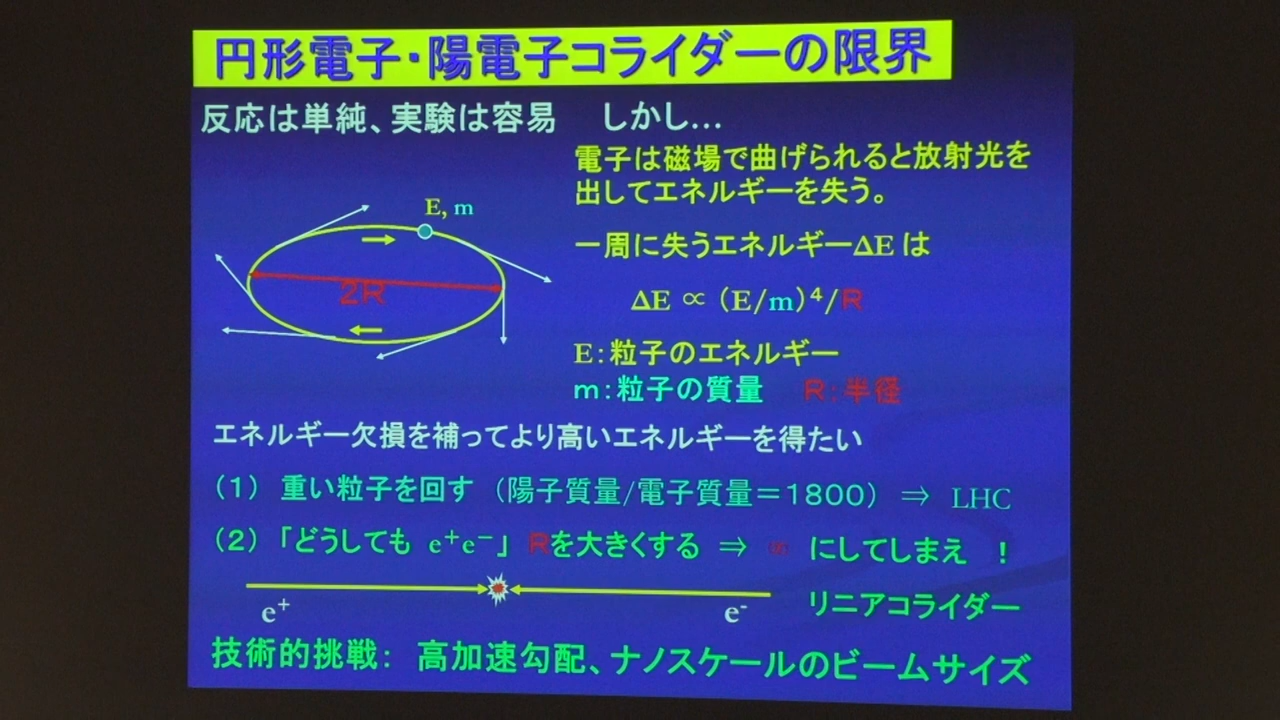 円形電子・陽電子コライダーの限界
反応は単純、実験は容易　しかし…
電子は磁場で曲げられると放射光を
出してエネルギーを失う。
E, m
2R
一周に失うエネルギーΔE は
ΔE ∝ (E/m)⁴/R
E:粒子のエネルギー
m:粒子の質量　R:半径
エネルギー欠損を補ってより高いエネルギーを得たい
(1) 重い粒子を回す (陽子質量/電子質量=1800) ⇒ LHC
(2) 「どうしても e⁺e⁻」 Rを大きくする ⇒ ∞ にしてしまえ !
e⁺
e⁻
リニアコライダー
技術的挑戦: 高加速勾配、ナノスケールのビームサイズ